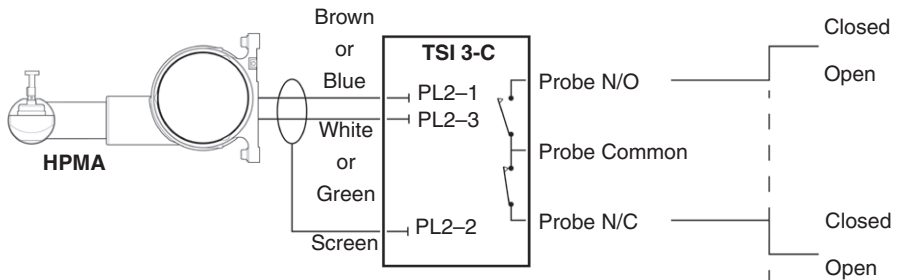 Brown
or
Blue
White
or
Green
Screen
HPMA
TSI 3-C
PL2–1
PL2–3
PL2–2
Probe N/O
Probe Common
Probe N/C
Closed
Open
Closed
Open